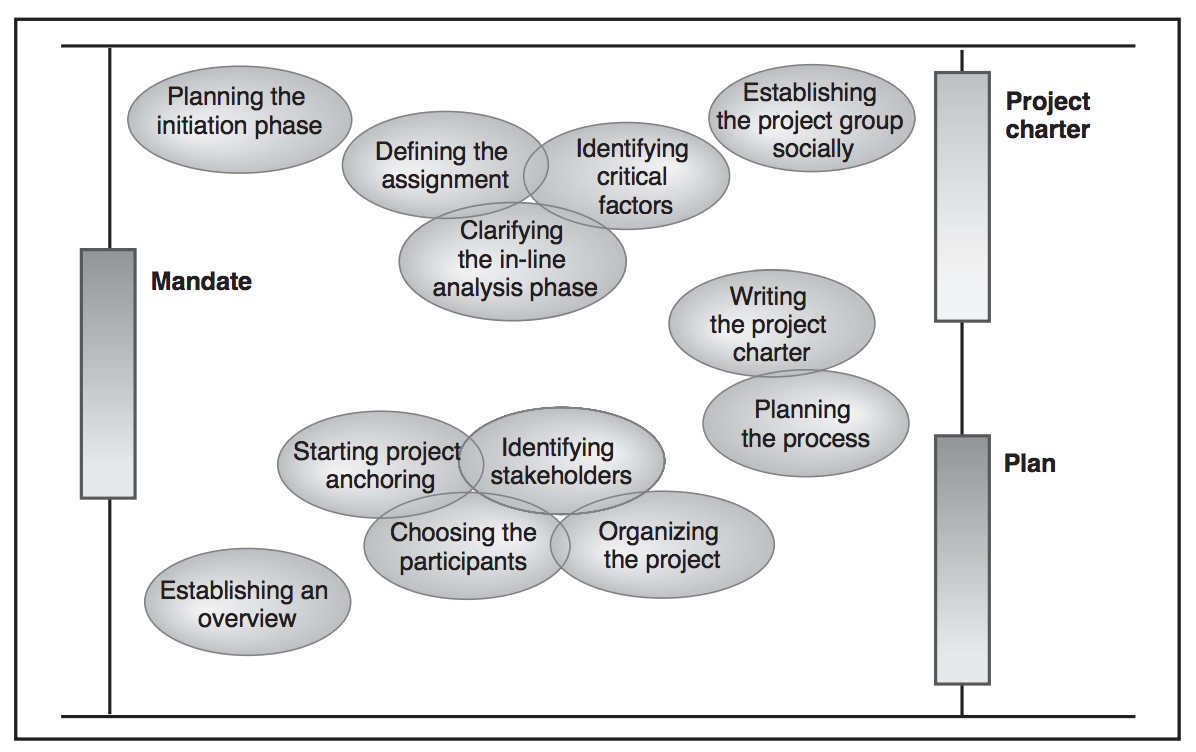 Planning the
initiation phase
Defining the
assignment
Identifying
critical
factors
Establishing
the project group
socially
Project
charter
Clarifying
the in-line
analysis phase
Mandate
Writing
the project
charter
Planning
the process
Plan
Starting project
anchoring
Identifying
stakeholders
Choosing the
participants
Organizing
the project
Establishing an
overview